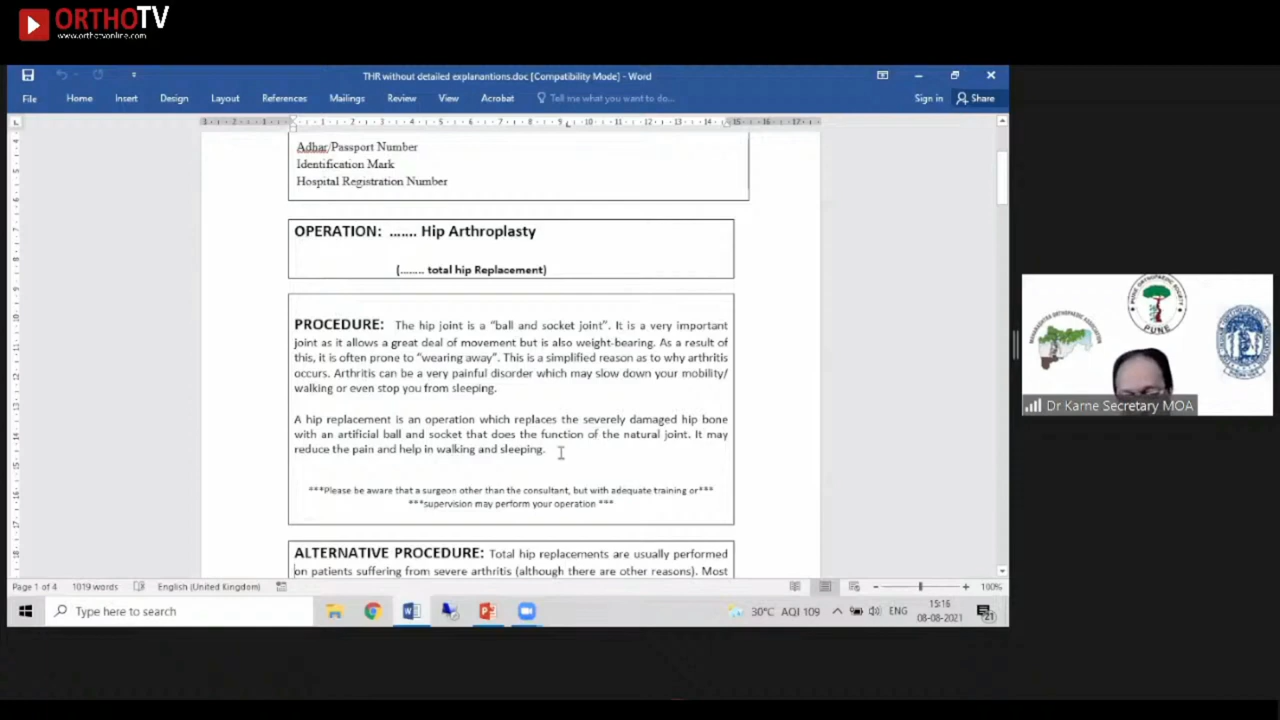 ORTHOTV
www.orthotvonline.com
THR without detailed explanantions.doc [Compatibility Mode] - Word
File Home Insert Design Layout References Mailings Review View Acrobat Tell me what you want to do... Sign in Share
Adhar/Passport Number
Identification Mark
Hospital Registration Number
OPERATION: ....... Hip Arthroplasty
(........ total hip Replacement)
PROCEDURE: The hip joint is a “ball and socket joint”. It is a very important
joint as it allows a great deal of movement but is also weight-bearing. As a result of
this, it is often prone to “wearing away”. This is a simplified reason as to why arthritis
occurs. Arthritis can be a very painful disorder which may slow down your mobility/
walking or even stop you from sleeping.
A hip replacement is an operation which replaces the severely damaged hip bone
with an artificial ball and socket that does the function of the natural joint. It may
reduce the pain and help in walking and sleeping.
***Please be aware that a surgeon other than the consultant, but with adequate training or***
***supervision may perform your operation ***
ALTERNATIVE PROCEDURE: Total hip replacements are usually performed
on patients suffering from severe arthritis (although there are other reasons). Most
PUNE ORTHOPAEDIC SOCIETY
PUNE
Dr Karne Secretary MOA
Page 1 of 4 1019 words English (United Kingdom) 100%
Type here to search
30°C AQI 109 ENG
15:16
08-08-2021
21